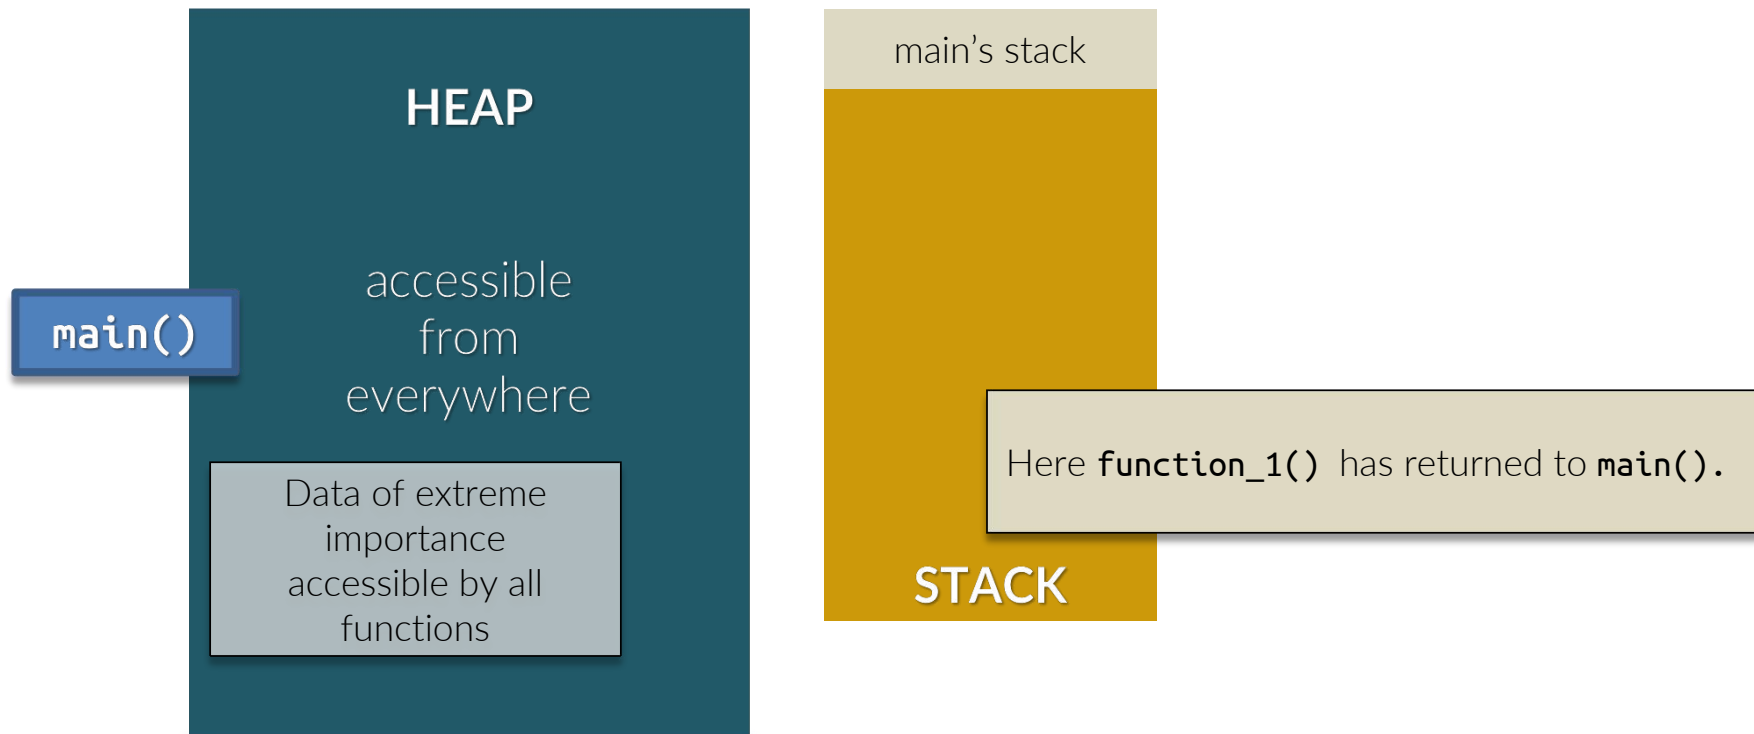 HEAP
accessible
from
everywhere
main()
Data of extreme
importance
accessible by all
functions
main’s stack
Here function_1() has returned to main().
STACK